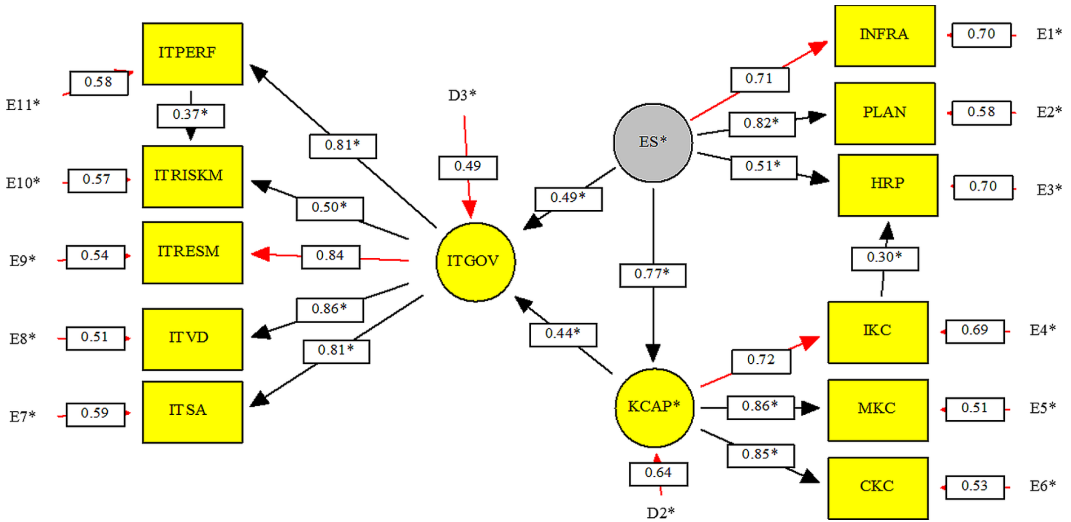 ITPERF
INFRA
0.70
E1*
0.58
E11*
0.71
D3*
0.37*
PLAN
0.58
E2*
0.82*
ES*
0.81*
ITRISKM
0.57
E10*
0.49
0.51*
HRP
0.70
E3*
0.50*
0.49*
ITRESM
0.54
E9*
0.84
ITGOV
0.30*
0.77*
0.86*
ITVD
0.51
E8*
0.44*
IKC
0.69
E4*
0.81*
0.72
ITSA
0.59
E7*
KCAP*
0.86*
MKC
0.51
E5*
0.85*
0.64
CKC
0.53
E6*
D2*